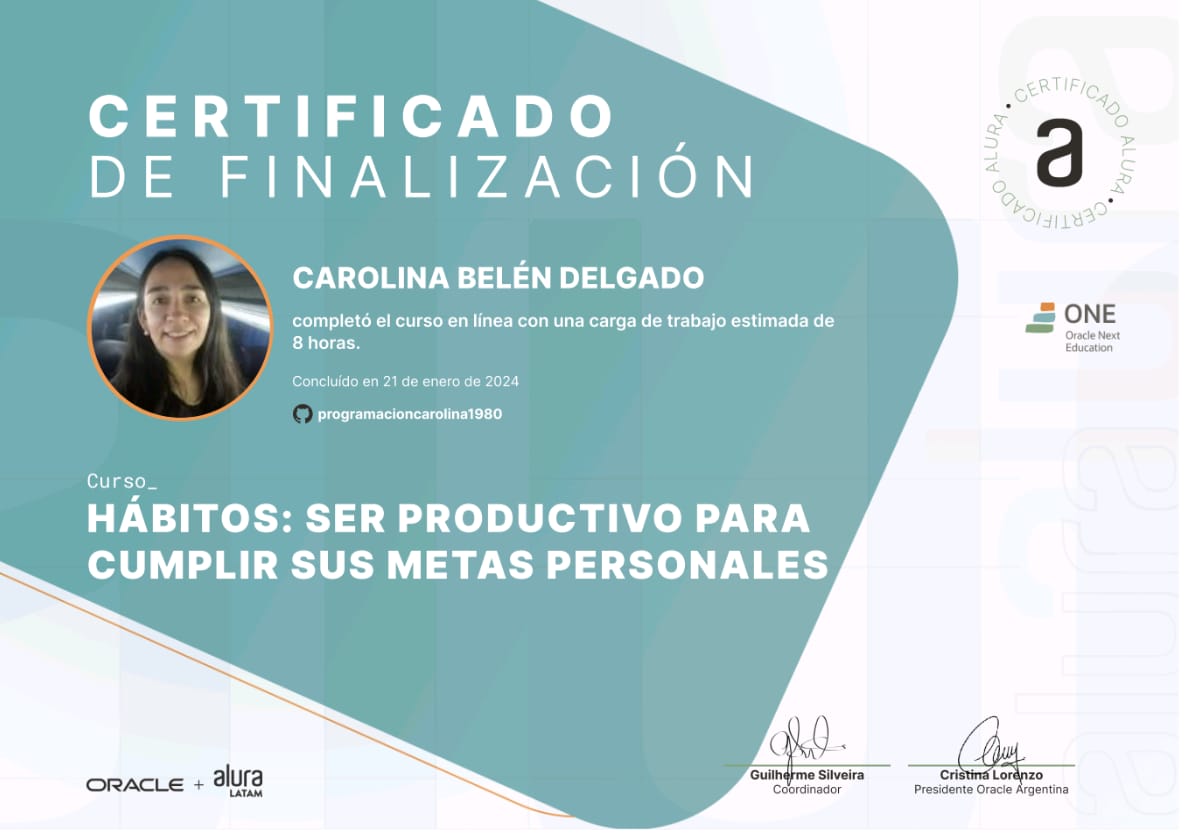 CERTIFICADO
DE FINALIZACIÓN
CERTIFICADO ALURA • CERTIFICADO ALURA •
a
CAROLINA BELÉN DELGADO
completó el curso en línea con una carga de trabajo estimada de
8 horas.
Concluído en 21 de enero de 2024
programacioncarolina1980
ONE
Oracle Next
Education
Curso_
HÁBITOS: SER PRODUCTIVO PARA
CUMPLIR SUS METAS PERSONALES
ORACLE + alura
LATAM
Guilherme Silveira
Coordinador
Cristina Lorenzo
Presidente Oracle Argentina
alura